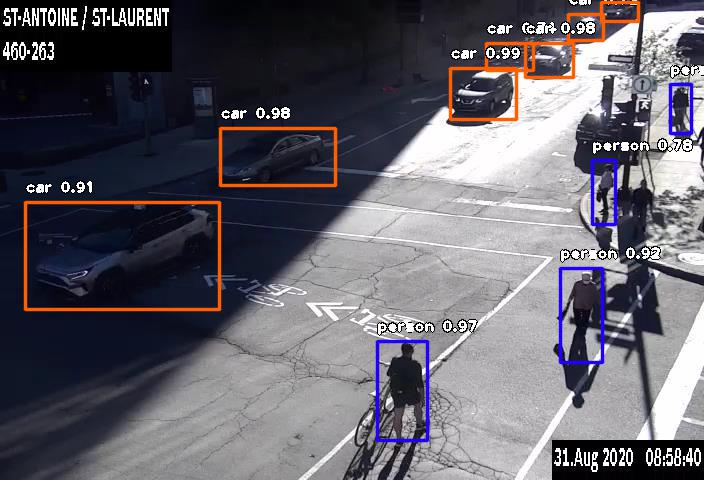 ST-ANTOINE / ST-LAURENT
460-263
car 0.98
car 0.99
car 0.98
car 0.91
person 0.78
person 0.92
person 0.97
31.Aug 2020 08:58:40